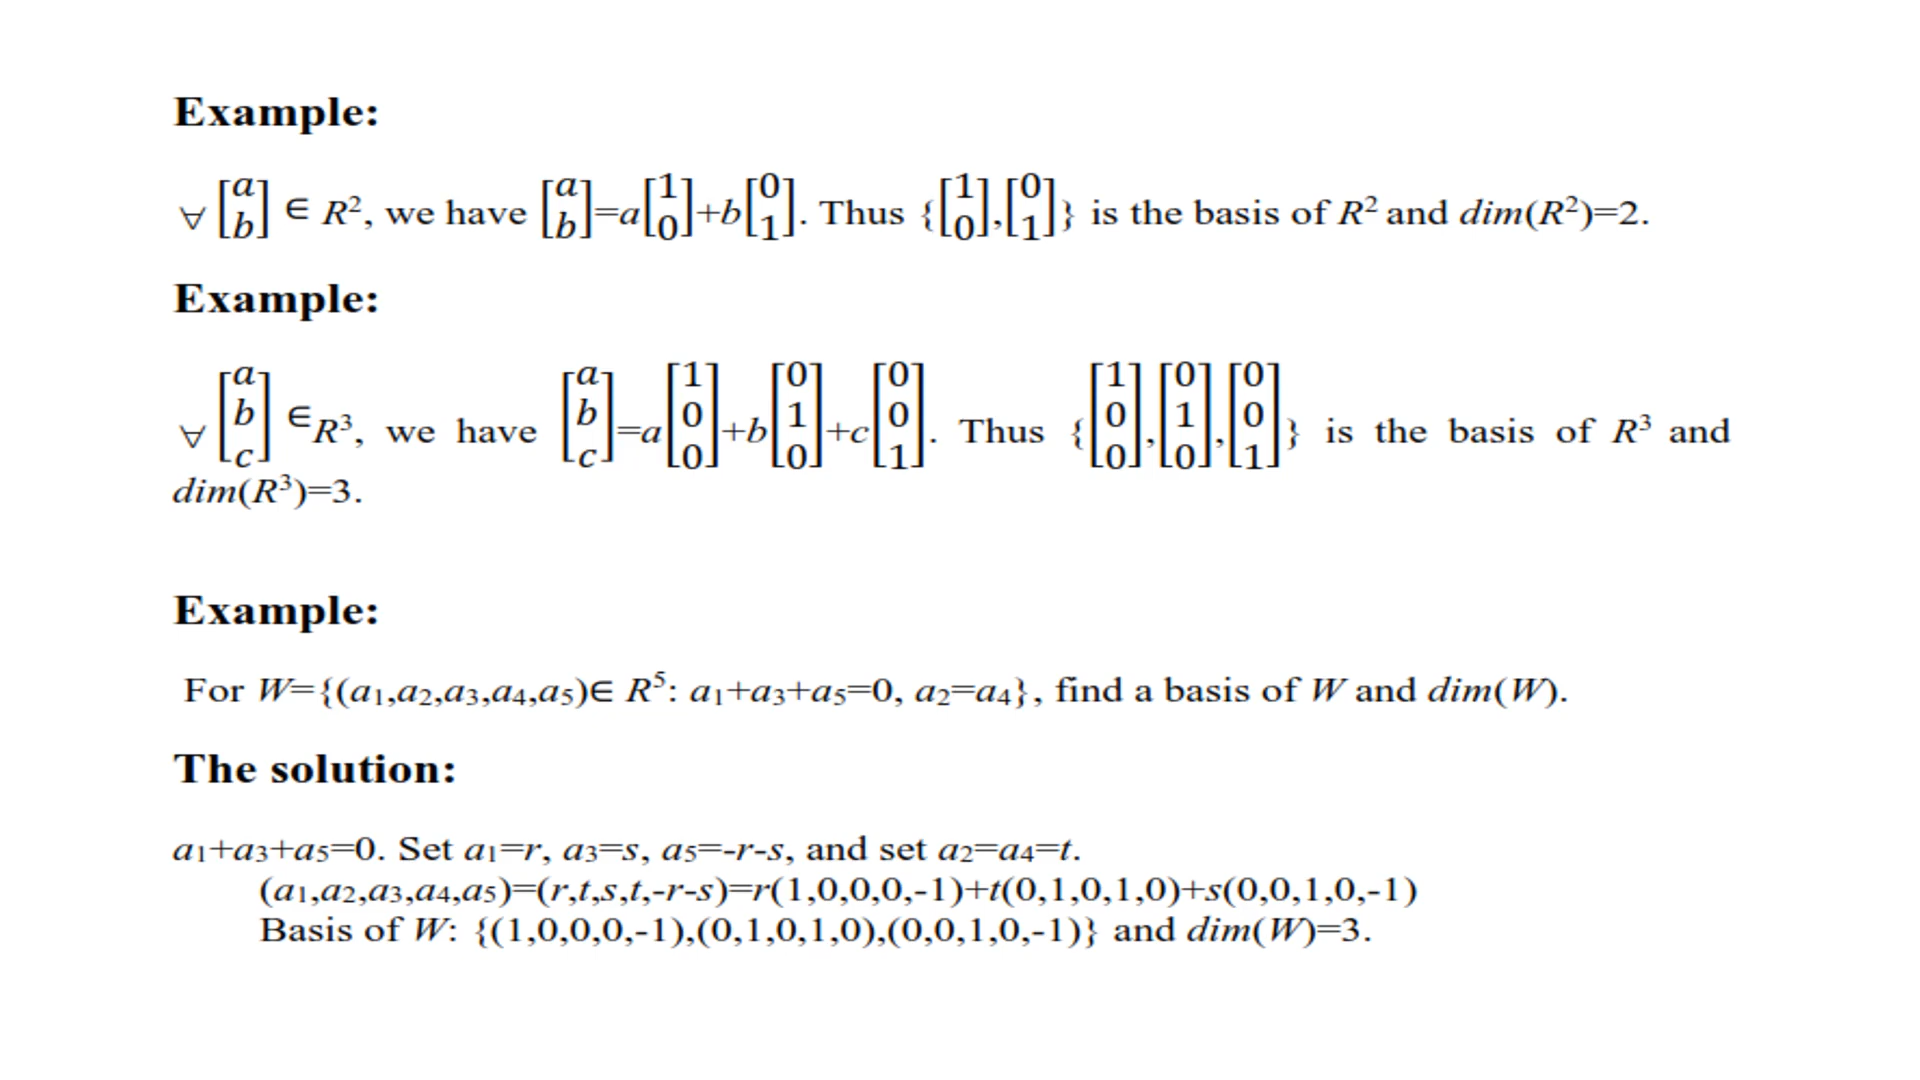 Example:
∀ [a b] ∈ R², we have [a b]=a[1 0]+b[0 1]. Thus {[1 0],[0 1]} is the basis of R² and dim(R²)=2.
Example:
∀ [a b c] ∈R³, we have [a b c]=a[1 0 0]+b[0 1 0]+c[0 0 1]. Thus {[1 0 0],[0 1 0],[0 0 1]} is the basis of R³ and
dim(R³)=3.
Example:
For W={(a₁,a₂,a₃,a₄,a₅)∈ R⁵: a₁+a₃+a₅=0, a₂=a₄}, find a basis of W and dim(W).
The solution:
a₁+a₃+a₅=0. Set a₁=r, a₃=s, a₅=-r-s, and set a₂=a₄=t.
(a₁,a₂,a₃,a₄,a₅)=(r,t,s,t,-r-s)=r(1,0,0,0,-1)+t(0,1,0,1,0)+s(0,0,1,0,-1)
Basis of W: {(1,0,0,0,-1),(0,1,0,1,0),(0,0,1,0,-1)} and dim(W)=3.